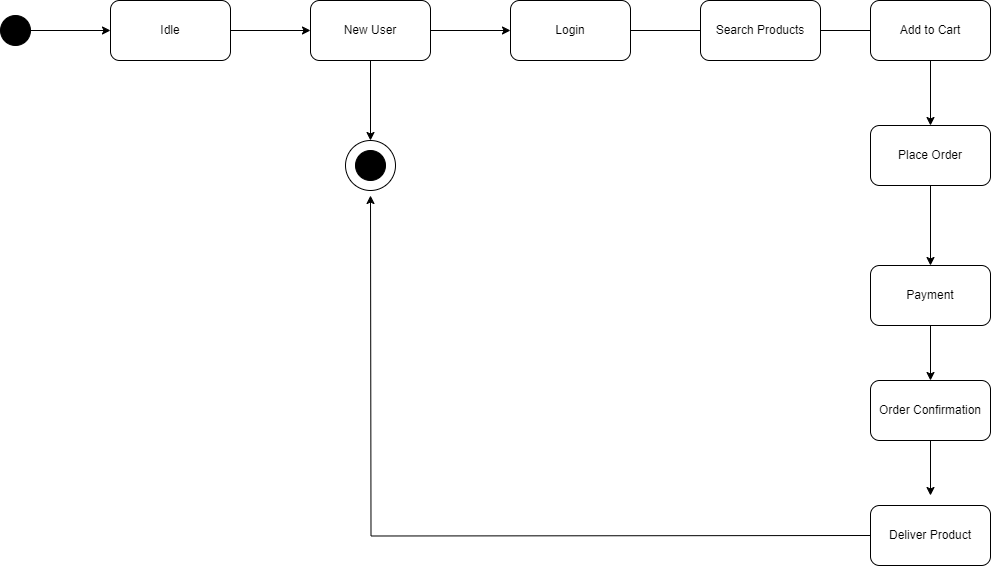 Idle
New User
Login
Search Products
Add to Cart
Place Order
Payment
Order Confirmation
Deliver Product